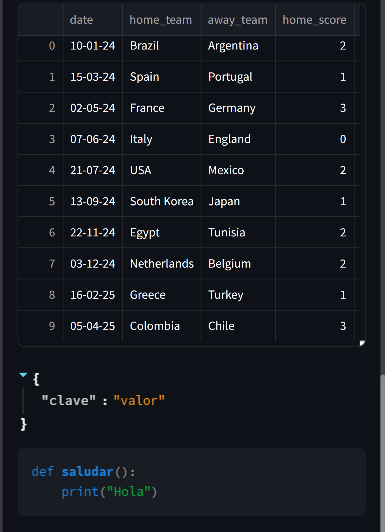 date home_team away_team home_score
0 10-01-24 Brazil Argentina 2
1 15-03-24 Spain Portugal 1
2 02-05-24 France Germany 3
3 07-06-24 Italy England 0
4 21-07-24 USA Mexico 2
5 13-09-24 South Korea Japan 1
6 22-11-24 Egypt Tunisia 2
7 03-12-24 Netherlands Belgium 2
8 16-02-25 Greece Turkey 1
9 05-04-25 Colombia Chile 3
{
"clave" : "valor"
}
def saludar():
print("Hola")